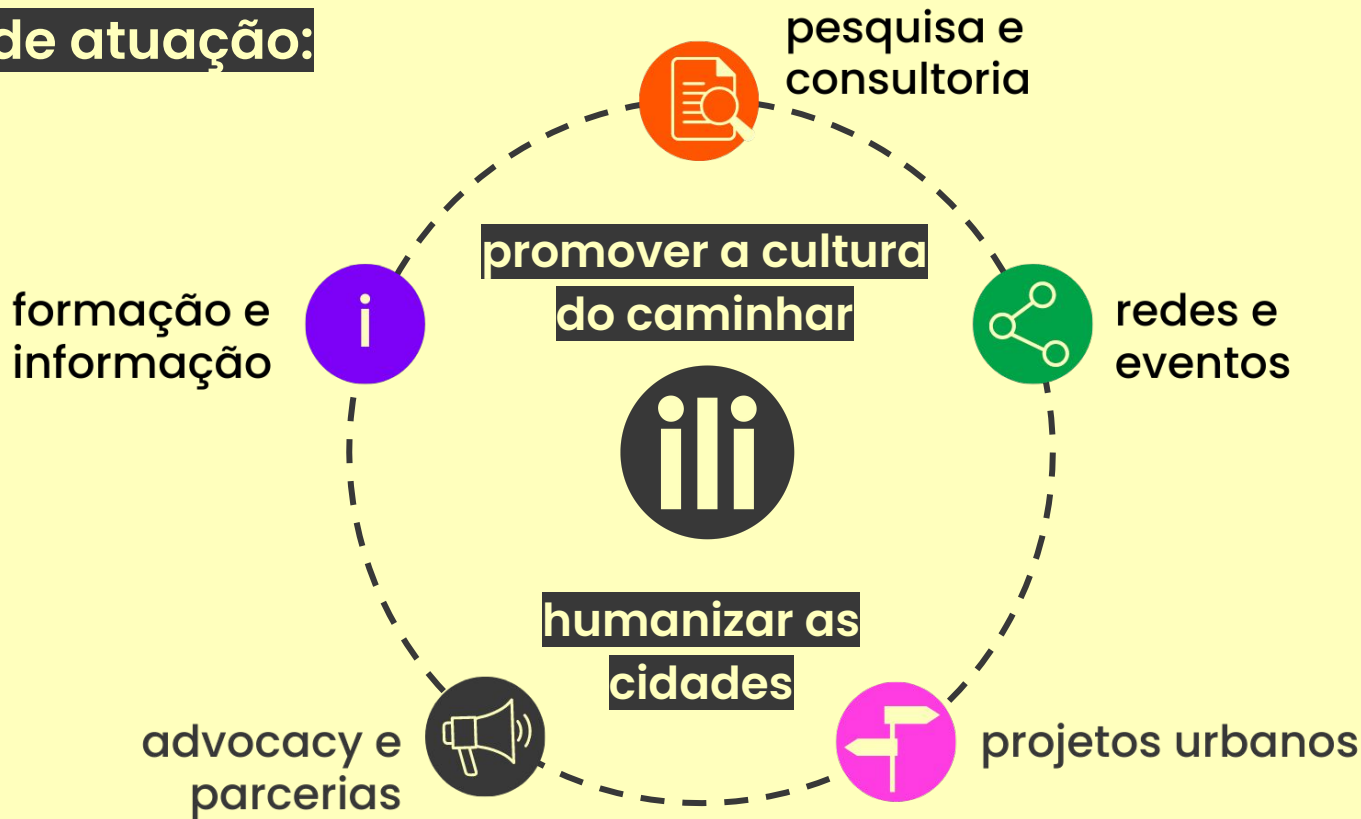 de atuação:
pesquisa e
consultoria
promover a cultura
do caminhar
formação e
informação
i
redes e
eventos
ili
humanizar as
cidades
advocacy e
parcerias
projetos urbanos